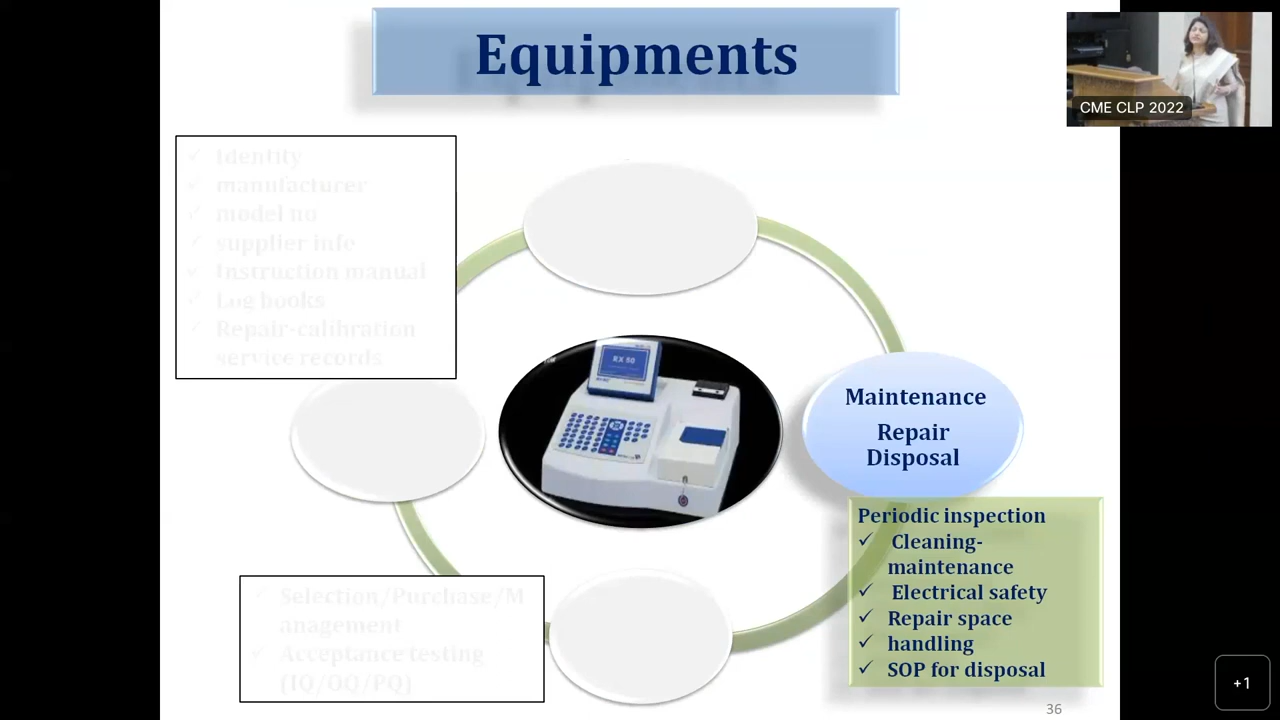 Equipments
CME CLP 2022
✓ Identity
✓ manufacturer
✓ model no
✓ supplier info
✓ Instruction manual
✓ Log books
✓ Repair-calibration
service records
RX 50
Maintenance
Repair
Disposal
Periodic inspection
✓ Cleaning-
maintenance
✓ Electrical safety
✓ Repair space
✓ handling
✓ SOP for disposal
✓ Selection/Purchase/M
anagement
✓ Acceptance testing
(IQ/OQ/PQ)
+1
36